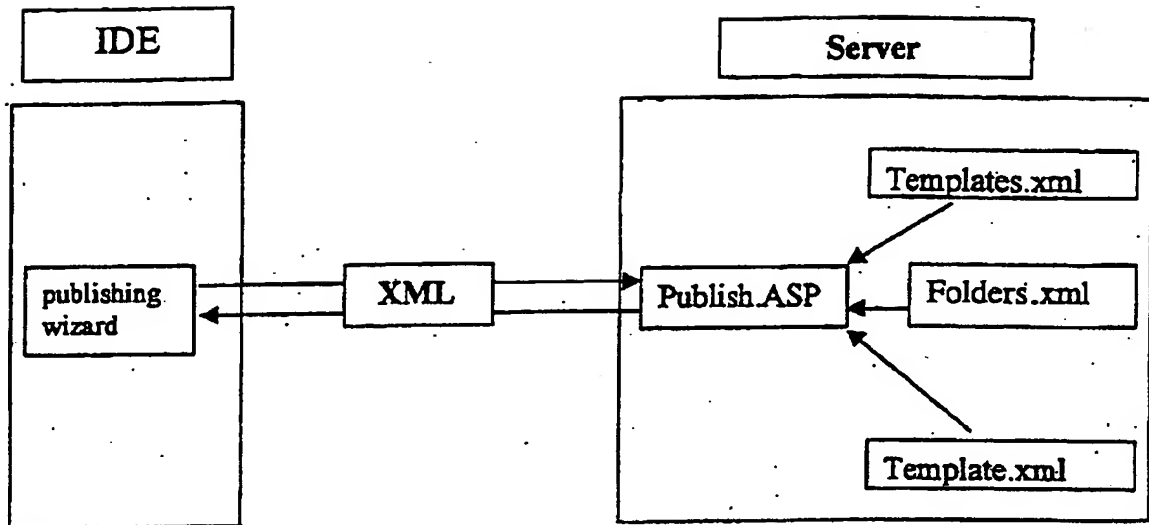 IDE
Server
Templates.xml
publishing
wizard
XML
Publish.ASP
Folders.xml
Template.xml